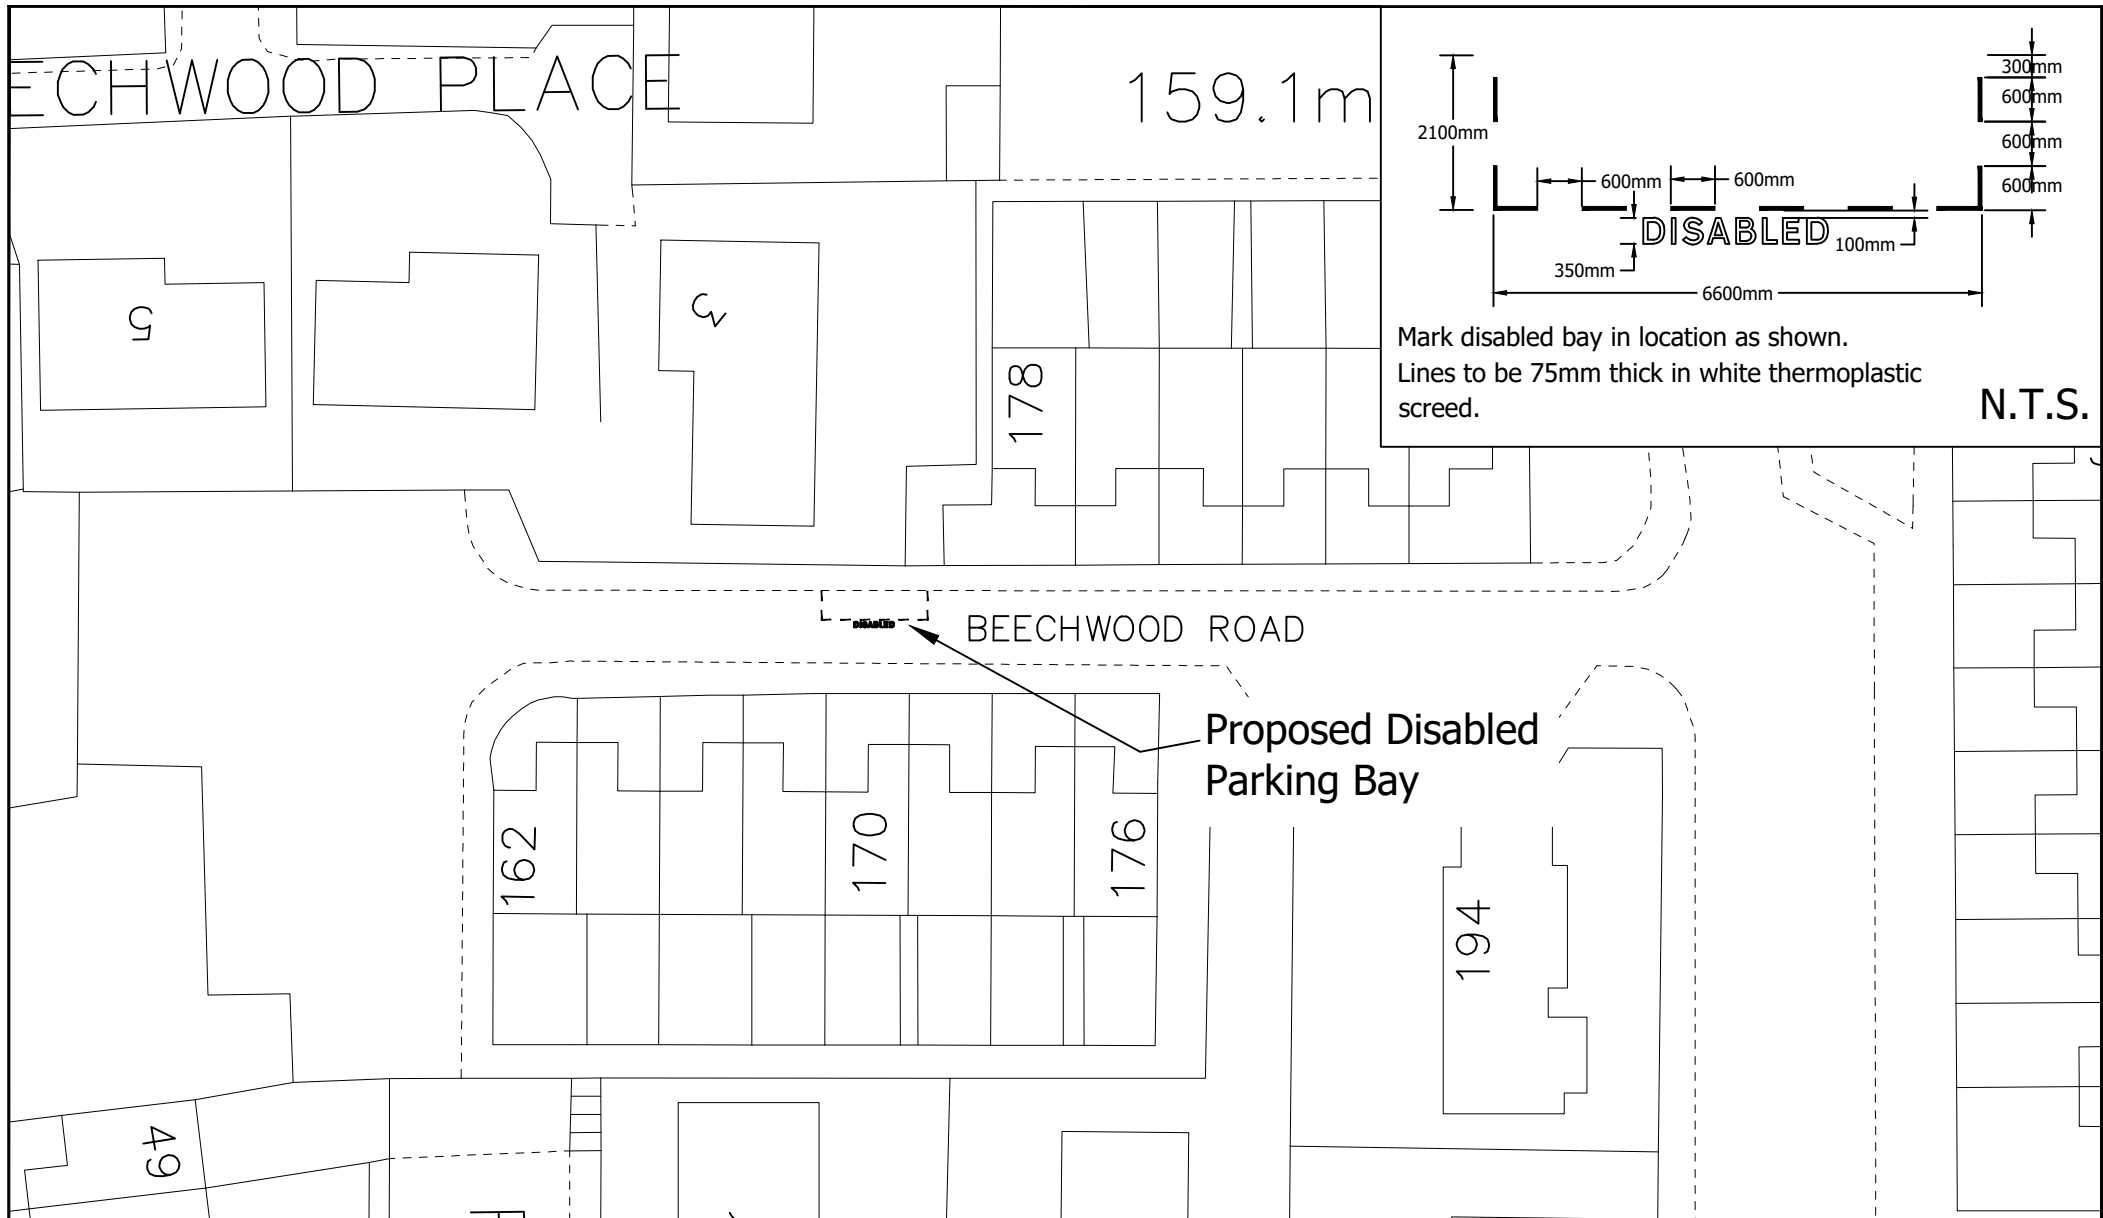 ECHWOOD PLACE
159.1m
5
3
178
BEECHWOOD ROAD
DISABLED
Proposed Disabled
Parking Bay
162
170
176
194
49
2100mm
300mm
600mm
600mm
600mm
600mm
600mm
DISABLED
100mm
350mm
6600mm
Mark disabled bay in location as shown.
Lines to be 75mm thick in white thermoplastic
screed.
N.T.S.